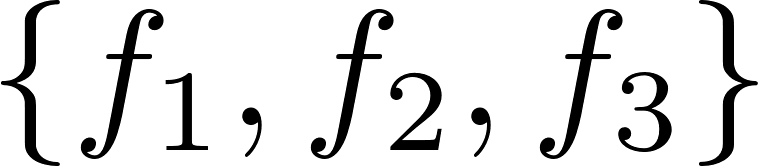 {f₁, f₂, f₃}